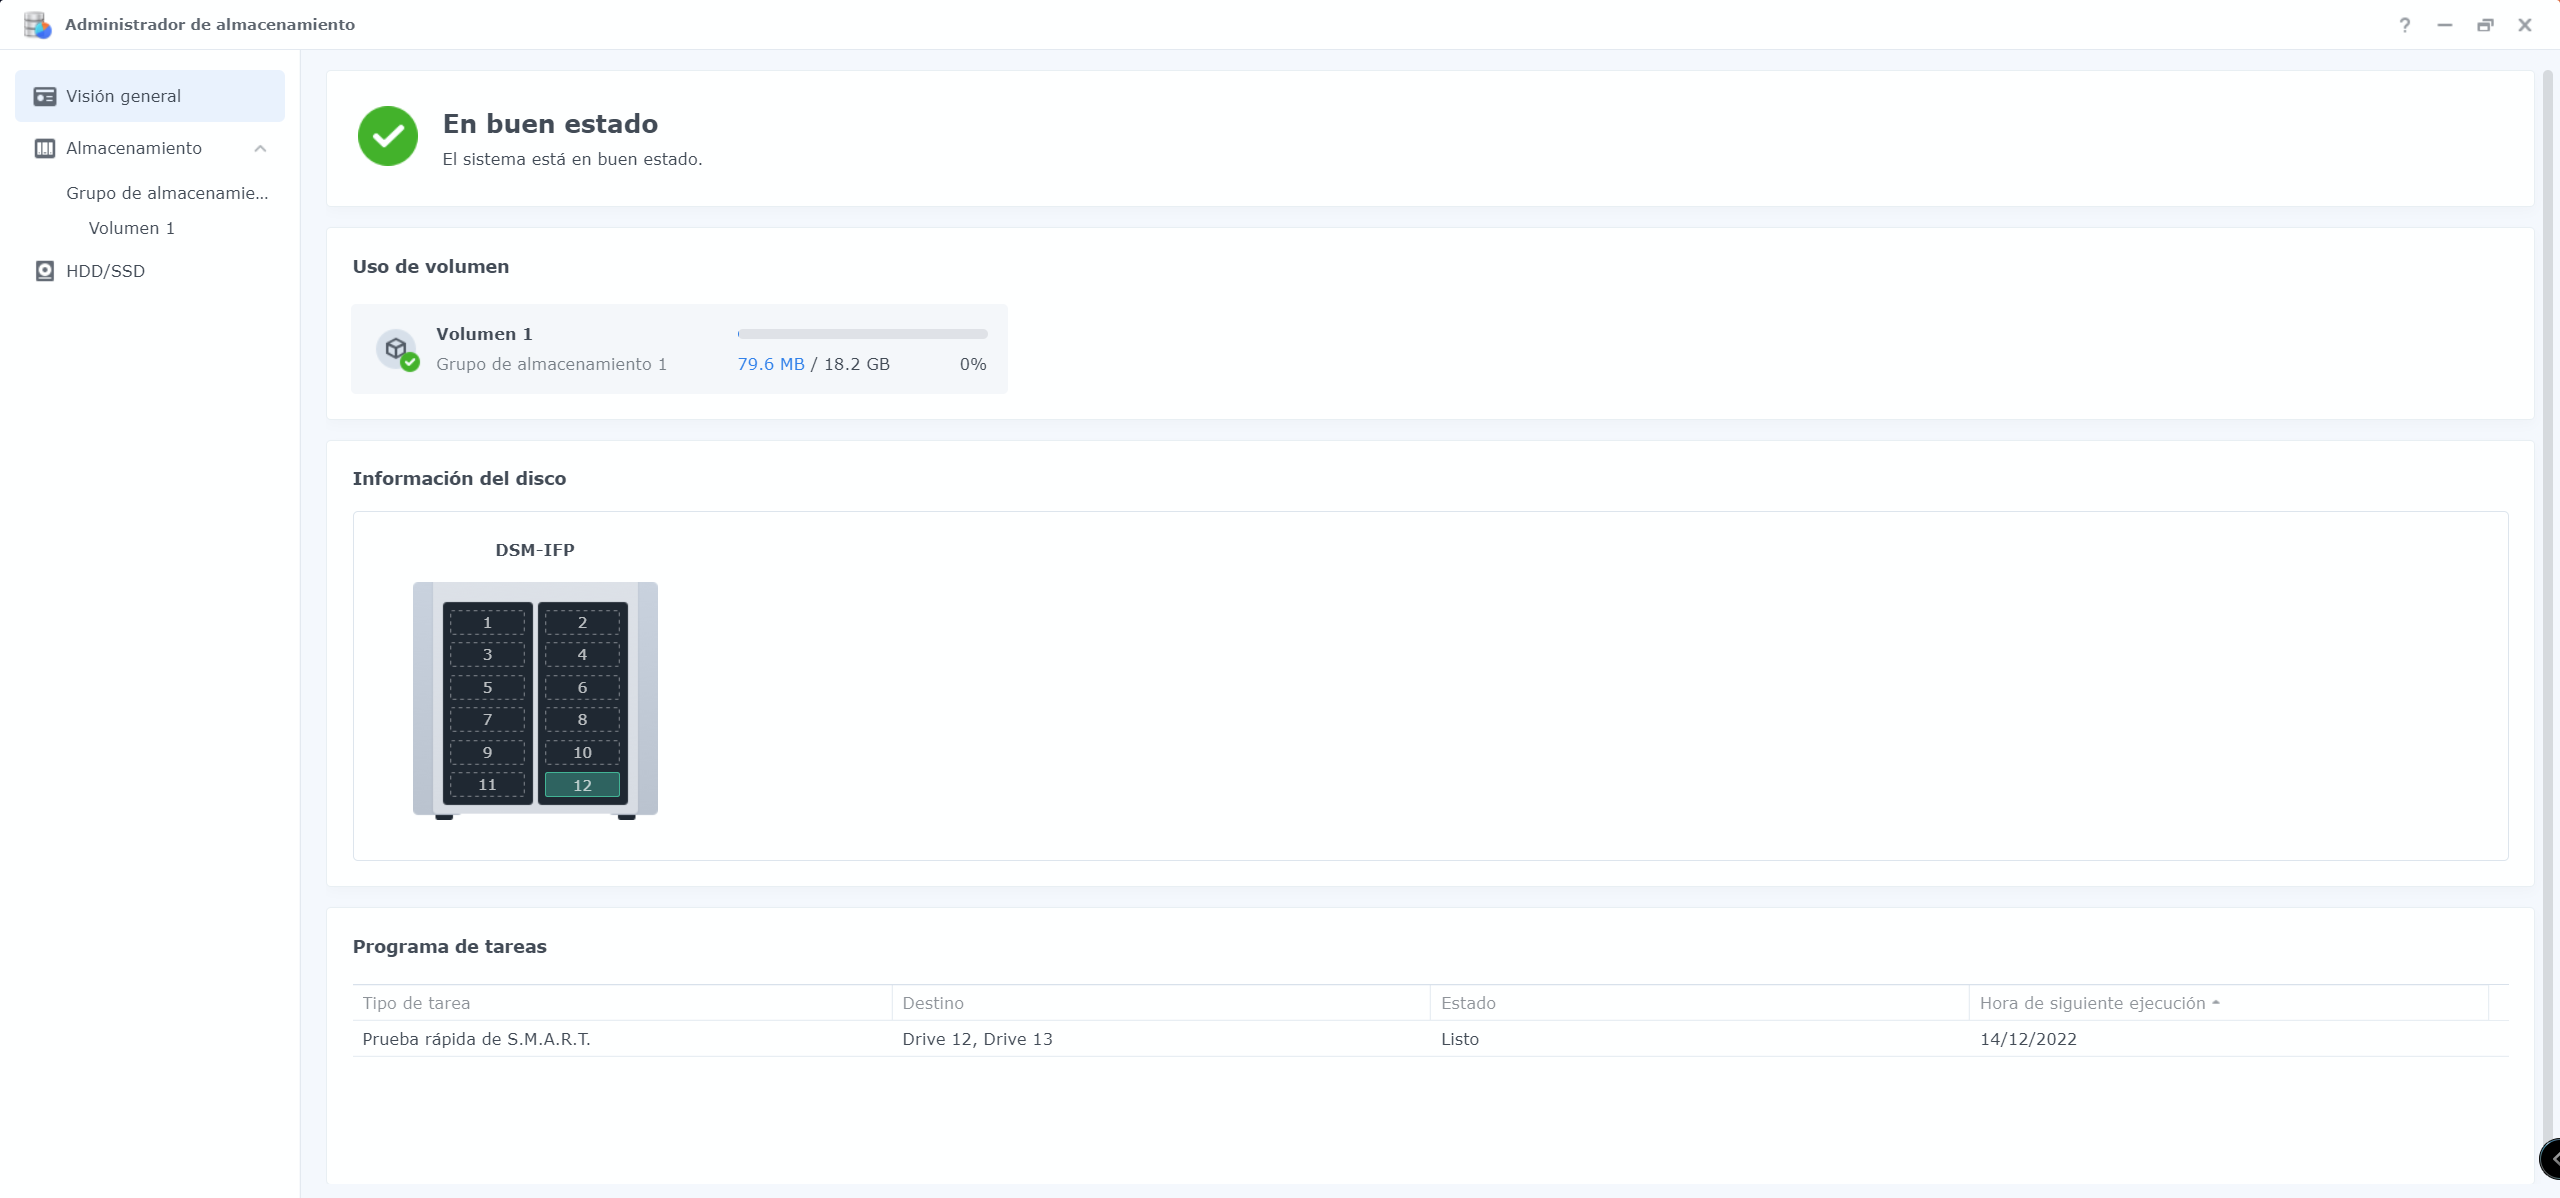 Administrador de almacenamiento
?
Visión general
Almacenamiento
Grupo de almacenamie...
Volumen 1
HDD/SSD
En buen estado
El sistema está en buen estado.
Uso de volumen
Volumen 1
Grupo de almacenamiento 1
79.6 MB / 18.2 GB 0%
Información del disco
DSM-IFP
1 2
3 4
5 6
7 8
9 10
11 12
Programa de tareas
Tipo de tarea Destino Estado Hora de siguiente ejecución
Prueba rápida de S.M.A.R.T. Drive 12, Drive 13 Listo 14/12/2022